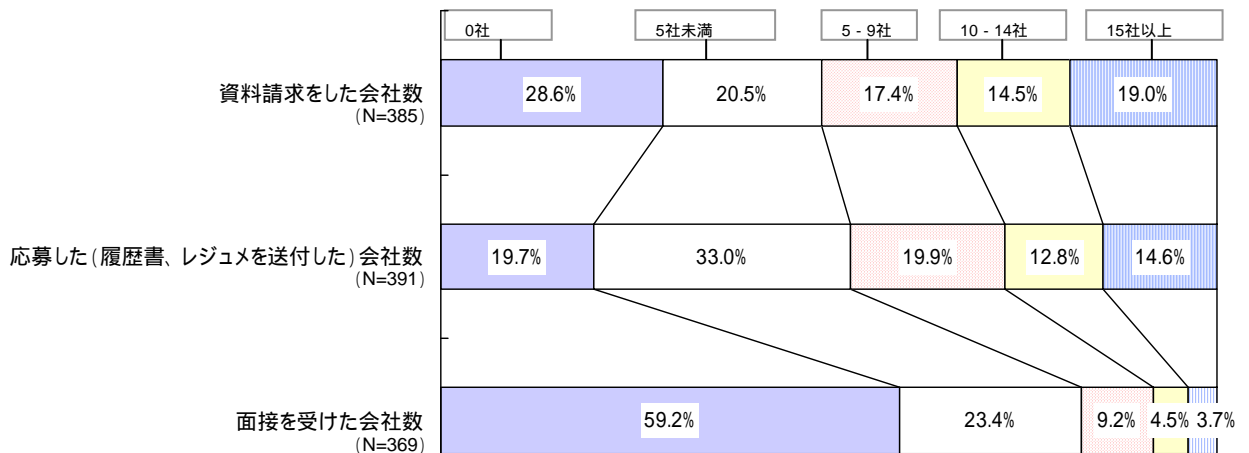 0社 5社未満 5 - 9社 10 - 14社 15社以上
資料請求をした会社数
(N=385)
28.6% 20.5% 17.4% 14.5% 19.0%
応募した(履歴書、レジュメを送付した)会社数
(N=391)
19.7% 33.0% 19.9% 12.8% 14.6%
面接を受けた会社数
(N=369)
59.2% 23.4% 9.2% 4.5% 3.7%